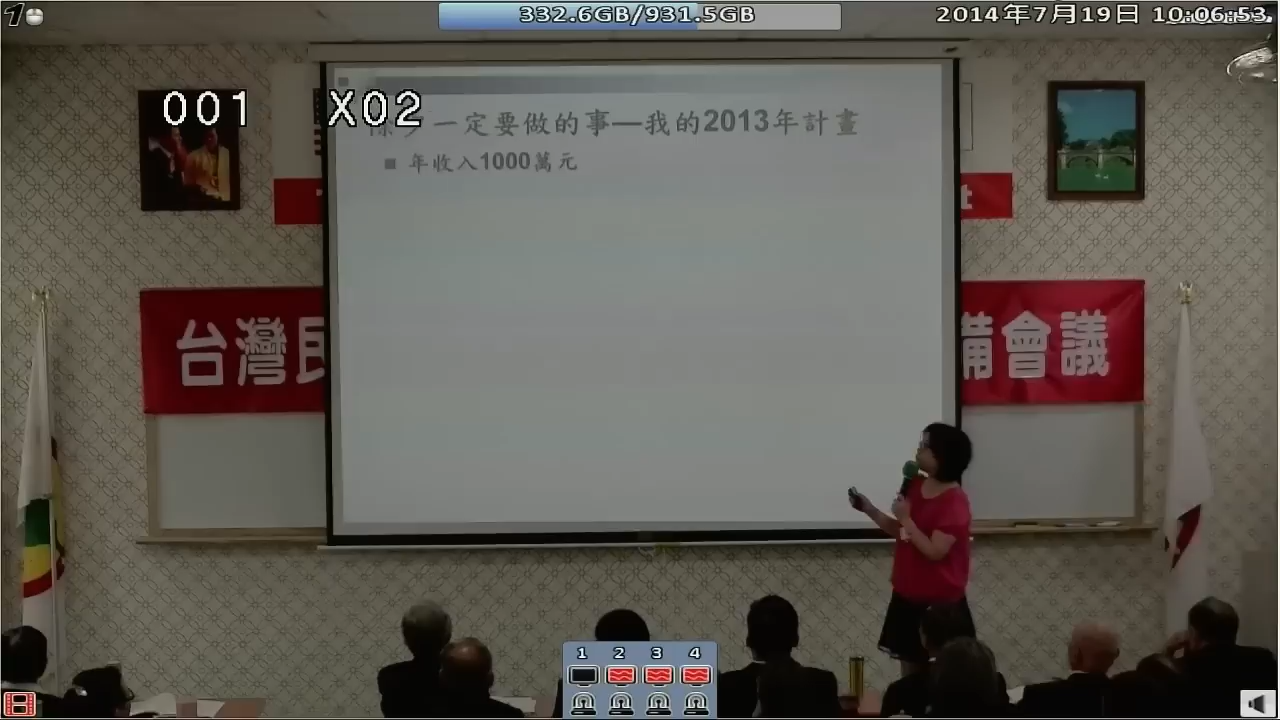 332.6GB/931.5GB
2014年7月19日 10:06:53
001 X02
一定要做的事—我的2013年計畫
■ 年收入1000萬元
台灣民
備會議
1 2 3 4